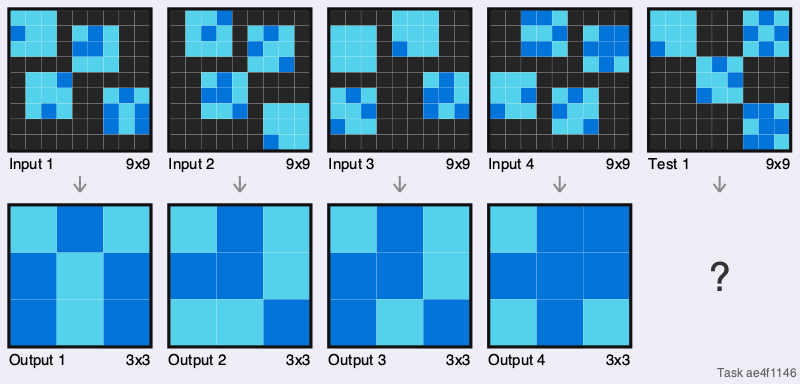 Input 1 9x9 Input 2 9x9 Input 3 9x9 Input 4 9x9 Test 1 9x9
?
Output 1 3x3 Output 2 3x3 Output 3 3x3 Output 4 3x3
Task ae4f1146